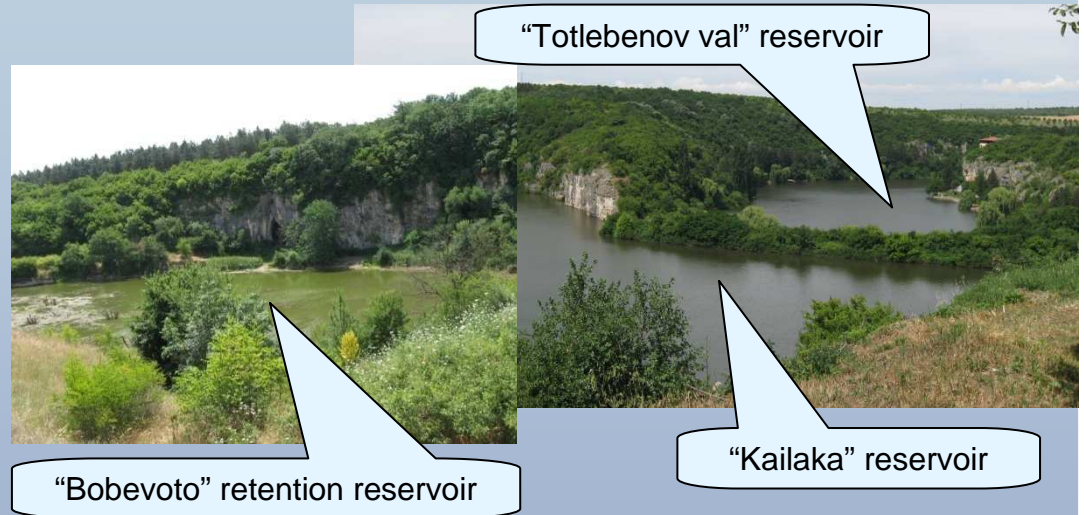 “Totlebenov val” reservoir
“Kailaka” reservoir
“Bobevoto” retention reservoir